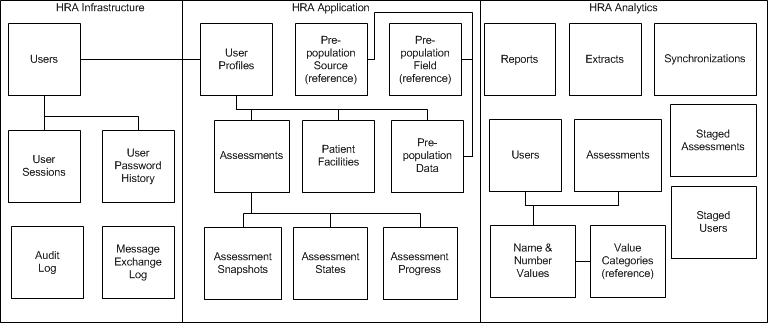 HRA Infrastructure
Users
User
Sessions
User
Password
History
Audit
Log
Message
Exchange
Log
HRA Application
User
Profiles
Pre-
population
Source
(reference)
Pre-
population
Field
(reference)
Assessments
Patient
Facilities
Pre-
population
Data
Assessment
Snapshots
Assessment
States
Assessment
Progress
HRA Analytics
Reports
Extracts
Synchronizations
Users
Assessments
Staged
Assessments
Staged
Users
Name &
Number
Values
Value
Categories
(reference)